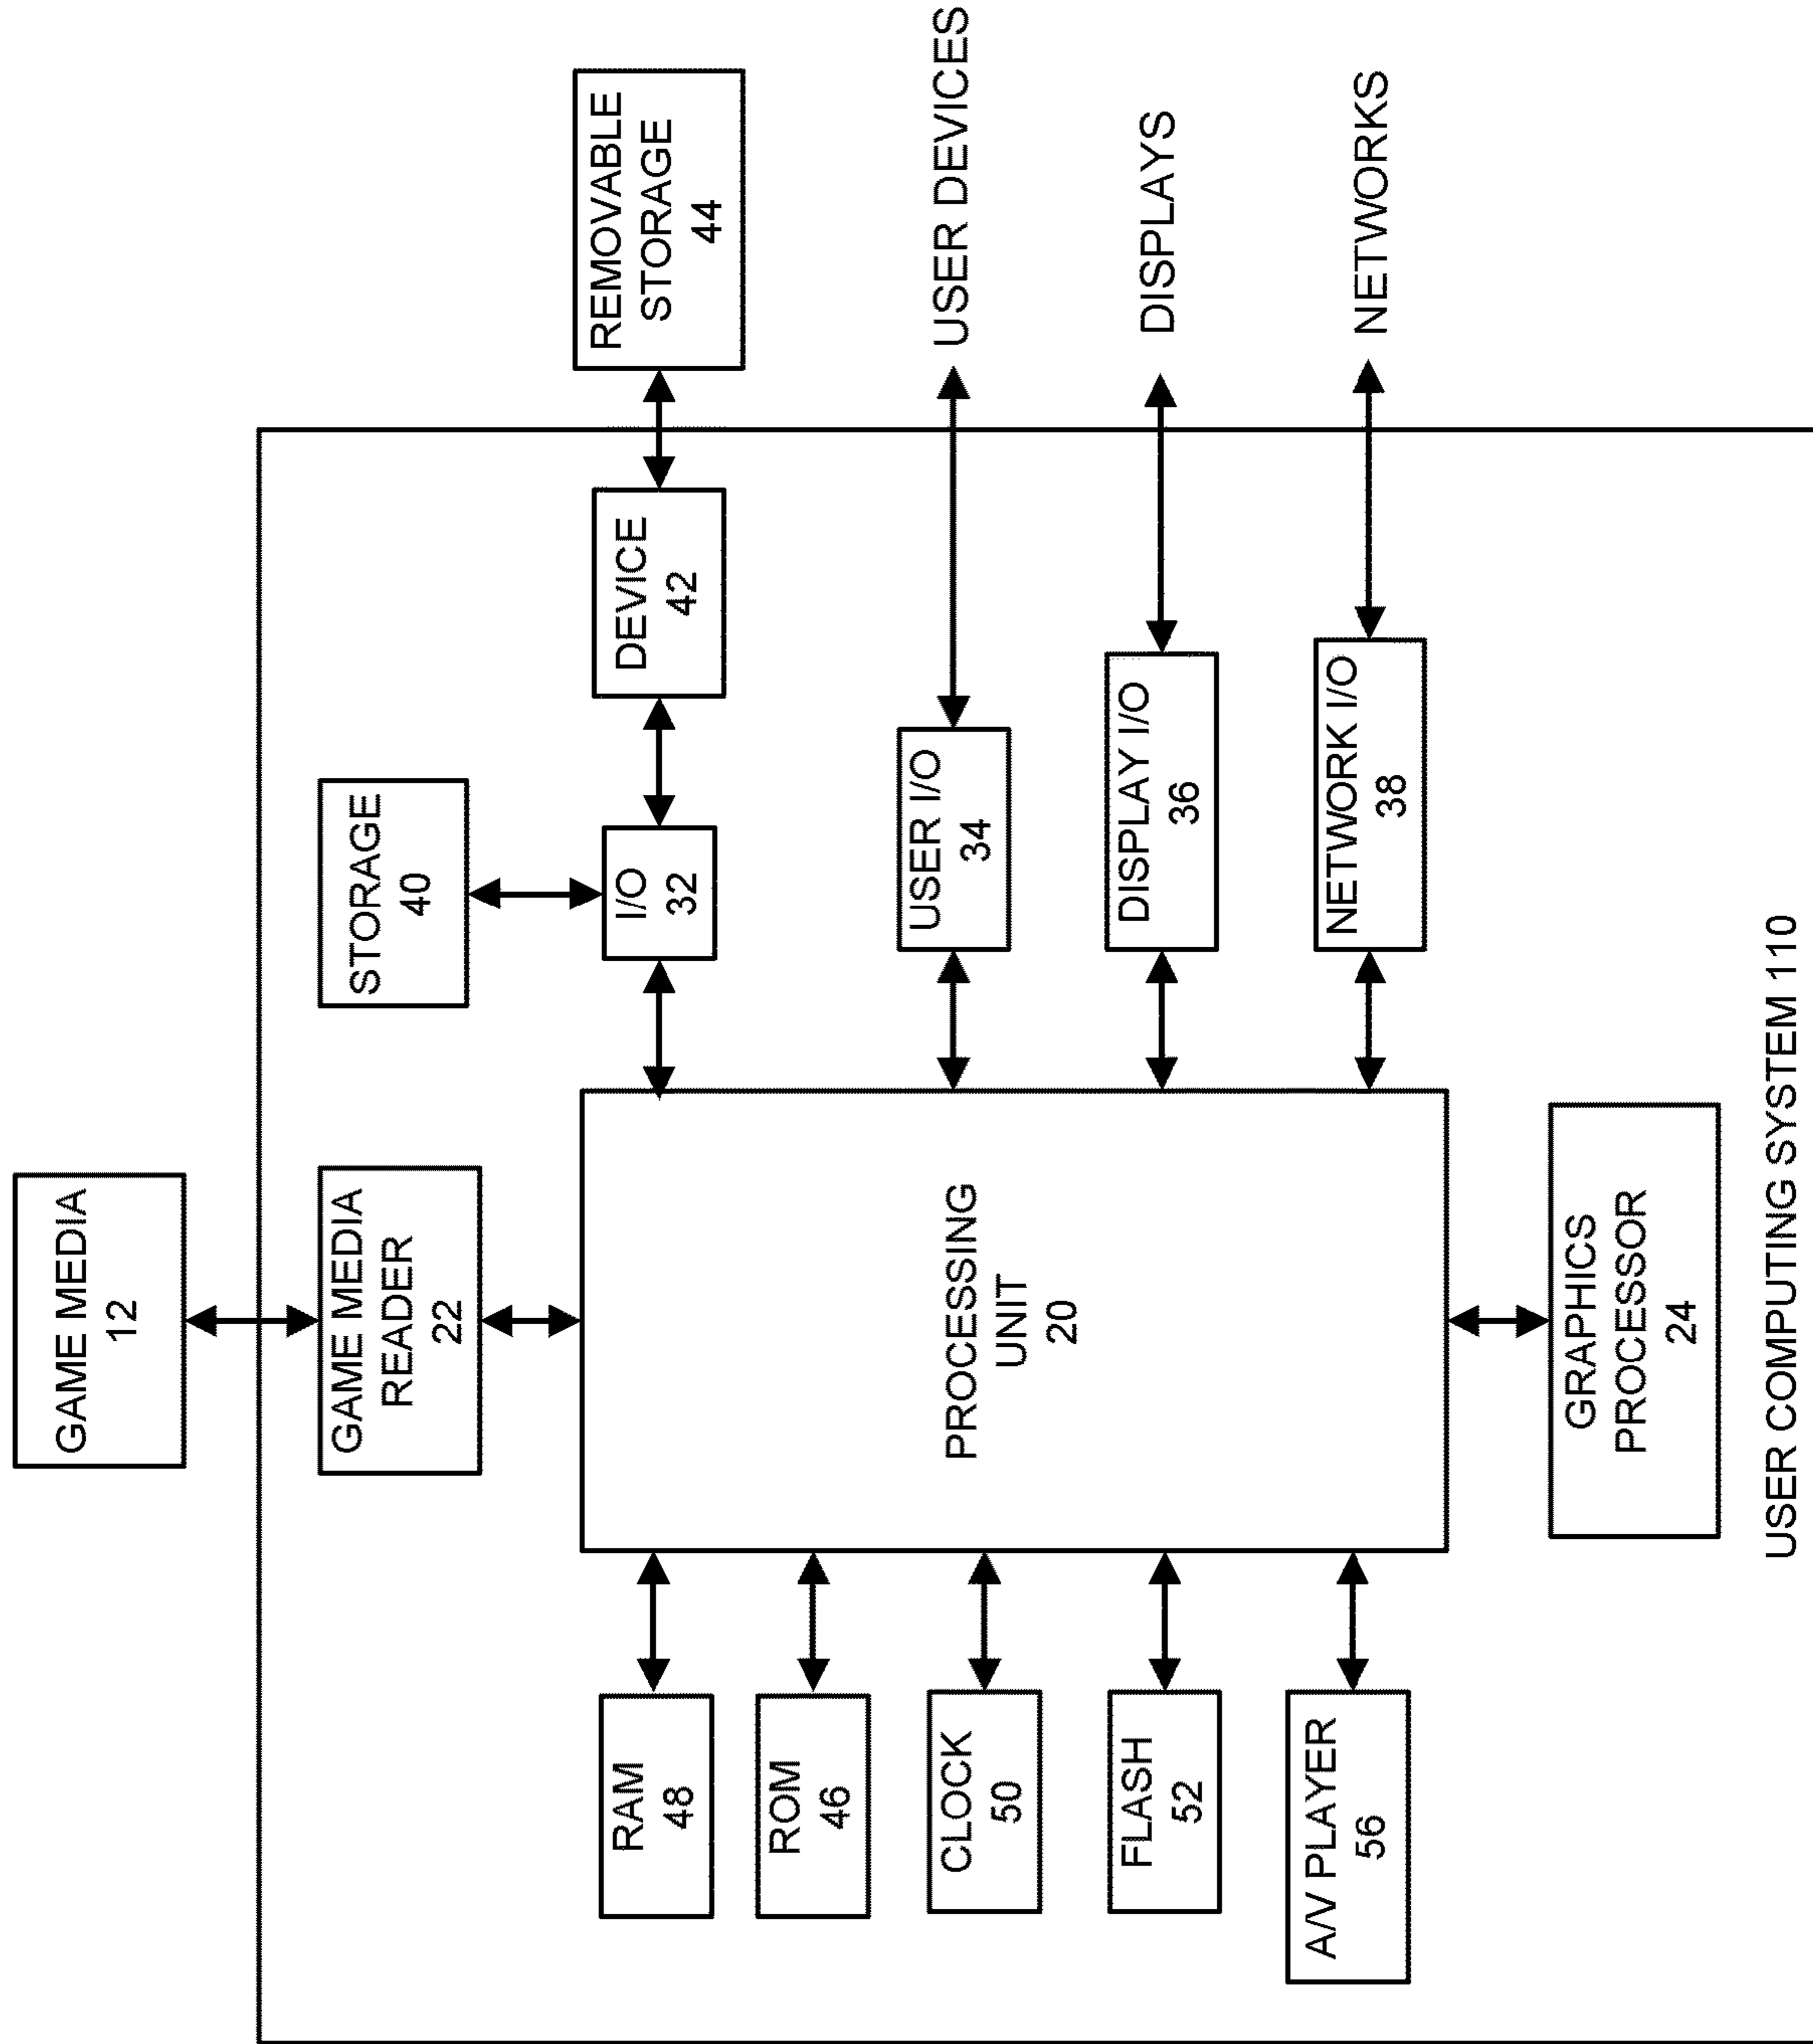 GAME MEDIA
12
GAME MEDIA
READER
22
STORAGE
40
I/O
32
DEVICE
42
REMOVABLE
STORAGE
44
RAM
48
ROM
46
CLOCK
50
FLASH
52
A/V PLAYER
56
PROCESSING
UNIT
20
USER I/O
34
USER DEVICES
DISPLAY I/O
36
DISPLAYS
NETWORK I/O
38
NETWORKS
GRAPHICS
PROCESSOR
24
USER COMPUTING SYSTEM 110